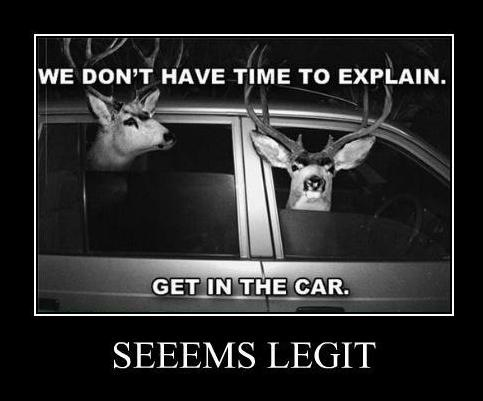 WE DON'T HAVE TIME TO EXPLAIN.
GET IN THE CAR.
SEEEMS LEGIT